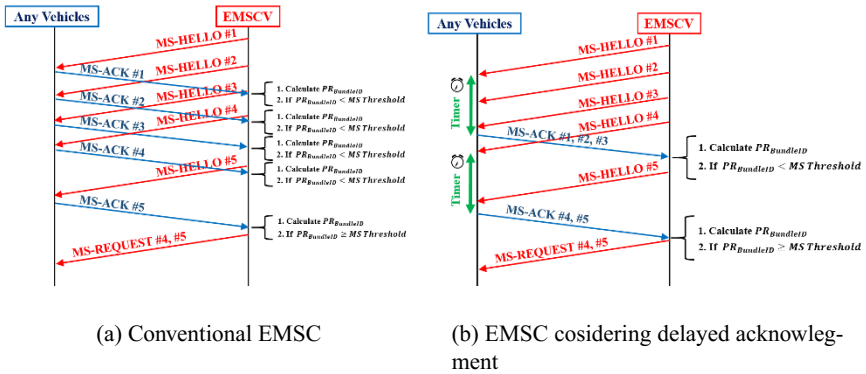 Any Vehicles
EMSCV
MS-HELLO #1
MS-ACK #1
MS-HELLO #2
MS-ACK #2
MS-HELLO #3
MS-ACK #3
MS-HELLO #4
MS-ACK #4
MS-HELLO #5
MS-ACK #5
MS-REQUEST #4, #5
1. Calculate PR_BundleID
2. If PR_BundleID < MS Threshold
1. Calculate PR_BundleID
2. If PR_BundleID < MS Threshold
1. Calculate PR_BundleID
2. If PR_BundleID < MS Threshold
1. Calculate PR_BundleID
2. If PR_BundleID < MS Threshold
1. Calculate PR_BundleID
2. If PR_BundleID ≥ MS Threshold
(a) Conventional EMSC
Any Vehicles
EMSCV
MS-HELLO #1
MS-HELLO #2
MS-HELLO #3
Timer
MS-HELLO #4
MS-ACK #1, #2, #3
1. Calculate PR_BundleID
2. If PR_BundleID < MS Threshold
MS-HELLO #5
Timer
MS-ACK #4, #5
1. Calculate PR_BundleID
2. If PR_BundleID ≥ MS Threshold
MS-REQUEST #4, #5
(b) EMSC cosidering delayed acknowleg-
ment